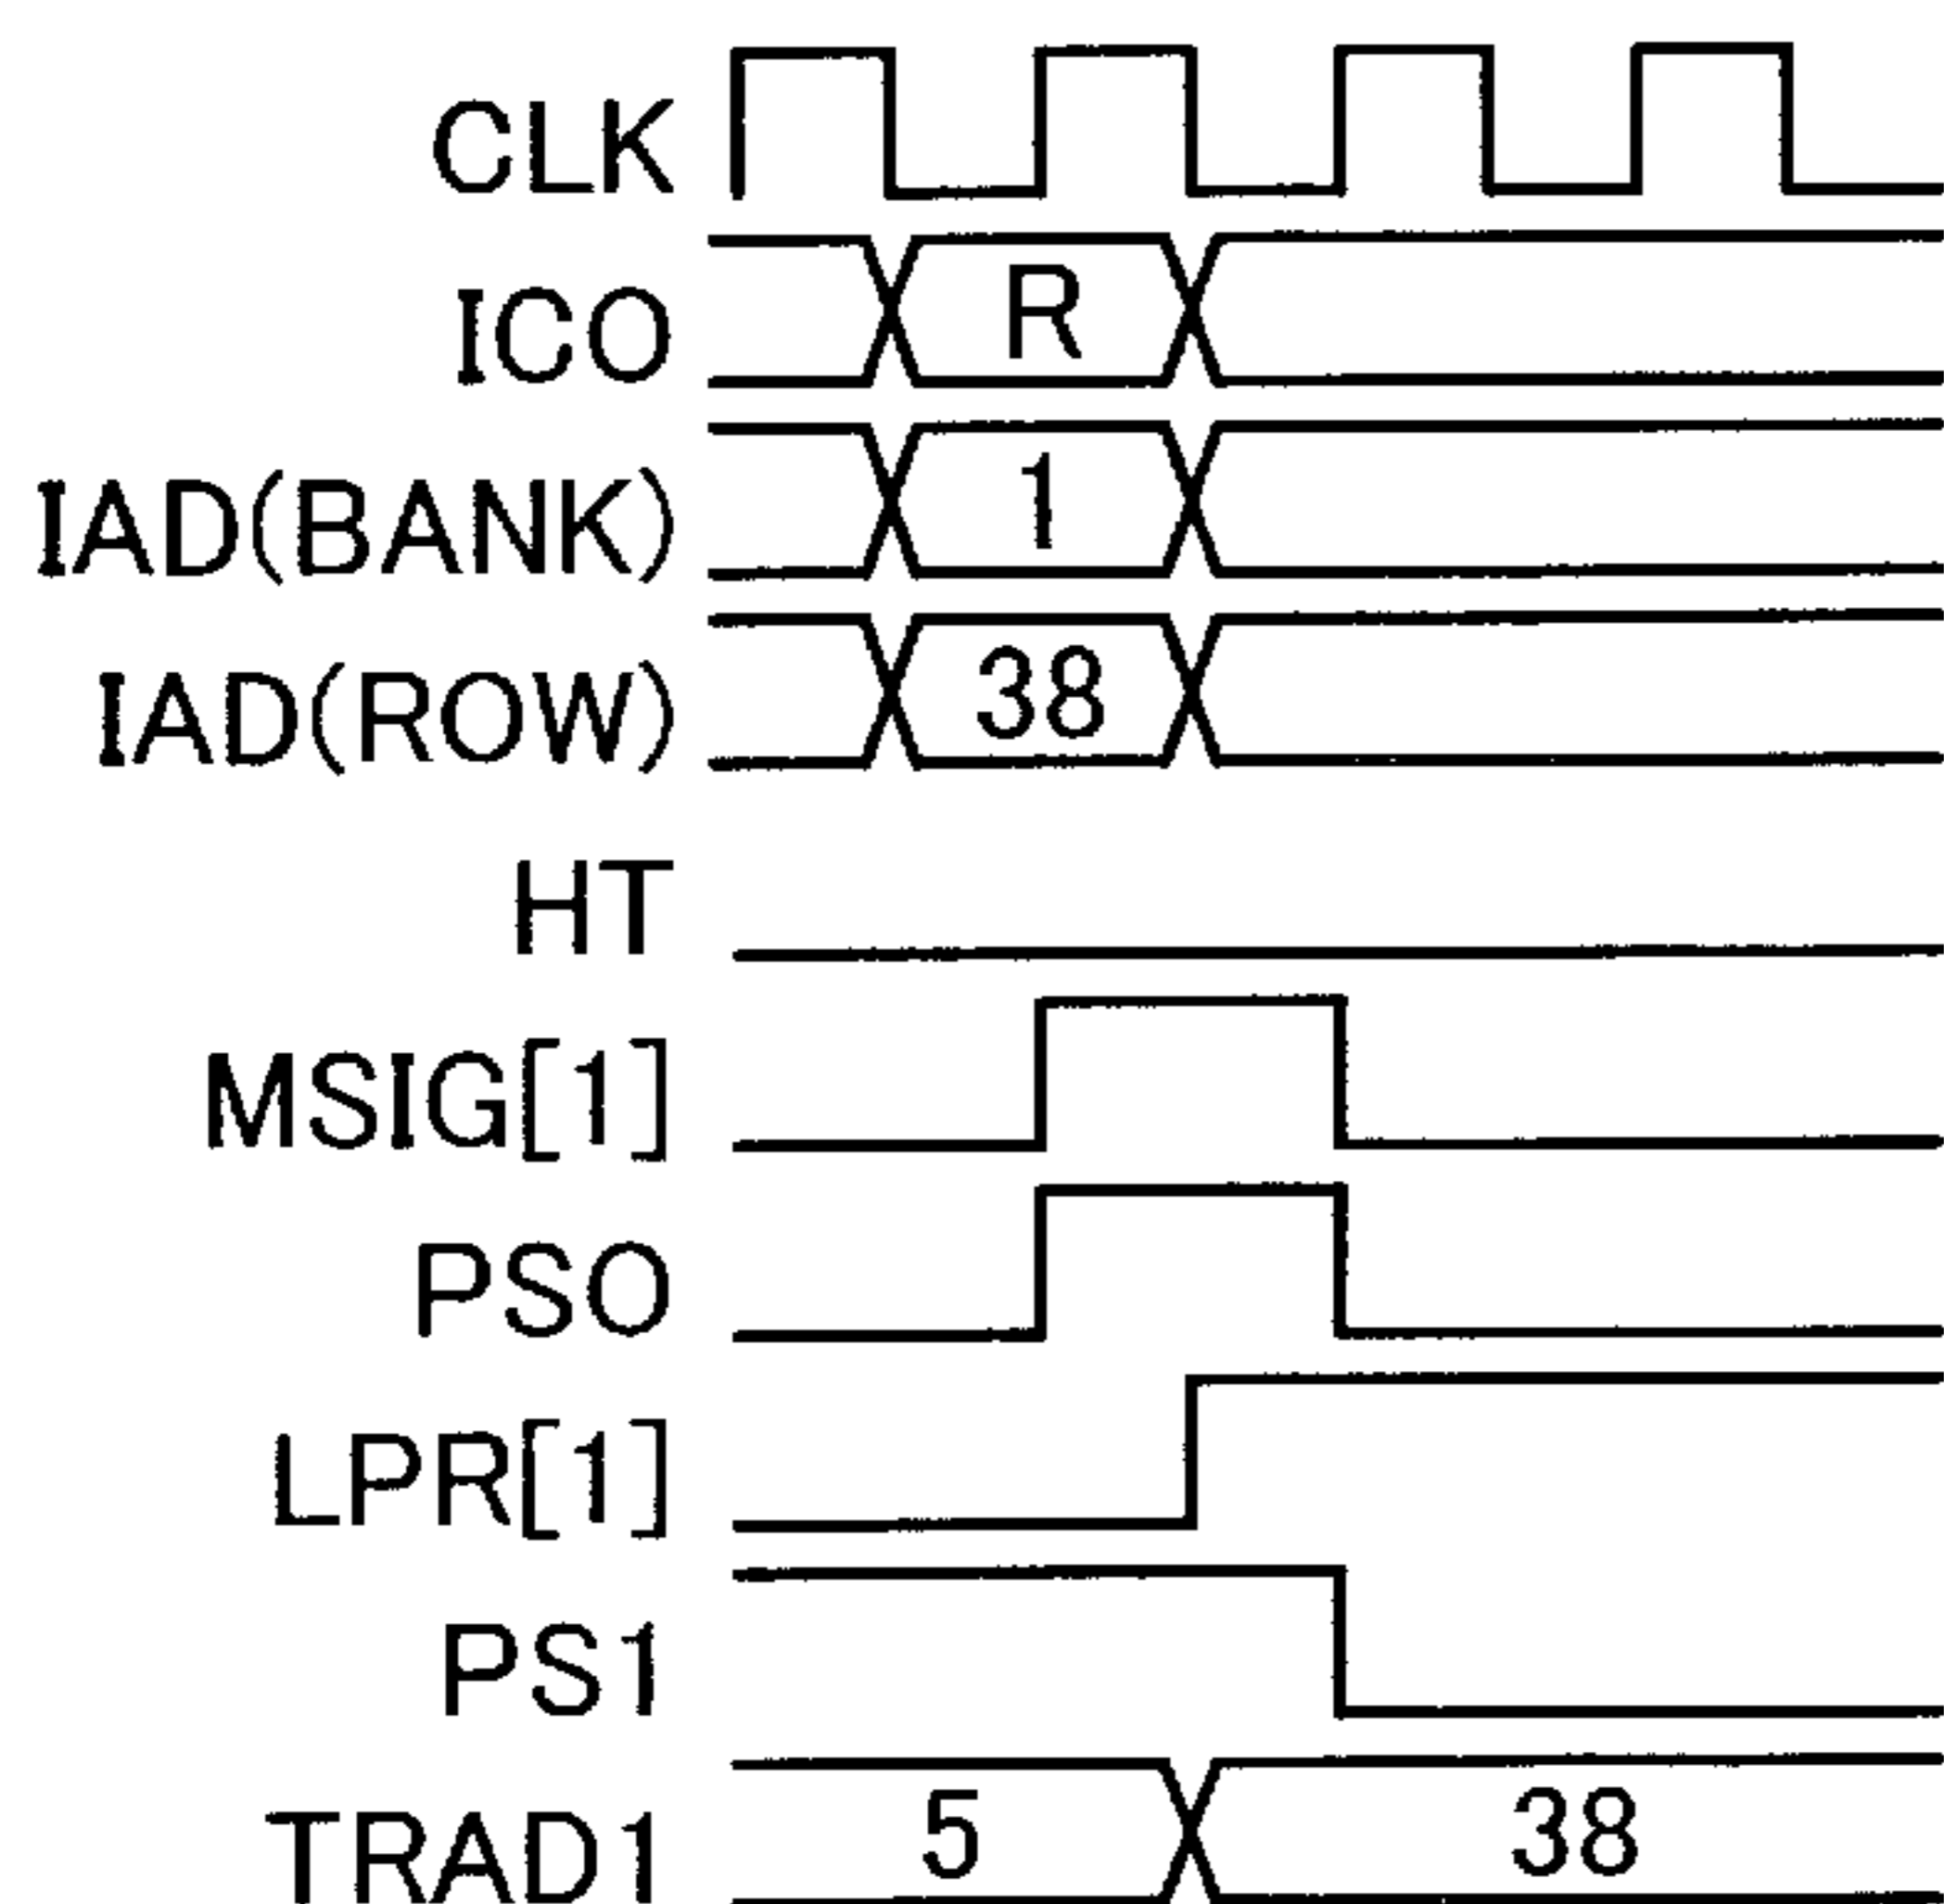 CLK
ICO R
IAD(BANK) 1
IAD(ROW) 38
HT
MSIG[1]
PSO
LPR[1]
PS1
TRAD1 5 38